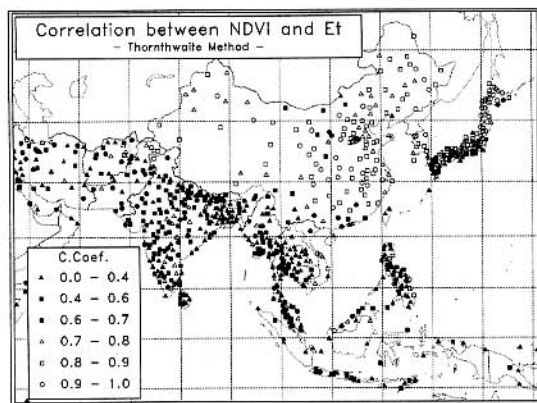 Correlation between NDVI and Et
- Thornthwaite Method -
C.Coef.
▲ 0.0 - 0.4
■ 0.4 - 0.6
● 0.6 - 0.7
△ 0.7 - 0.8
□ 0.8 - 0.9
○ 0.9 - 1.0